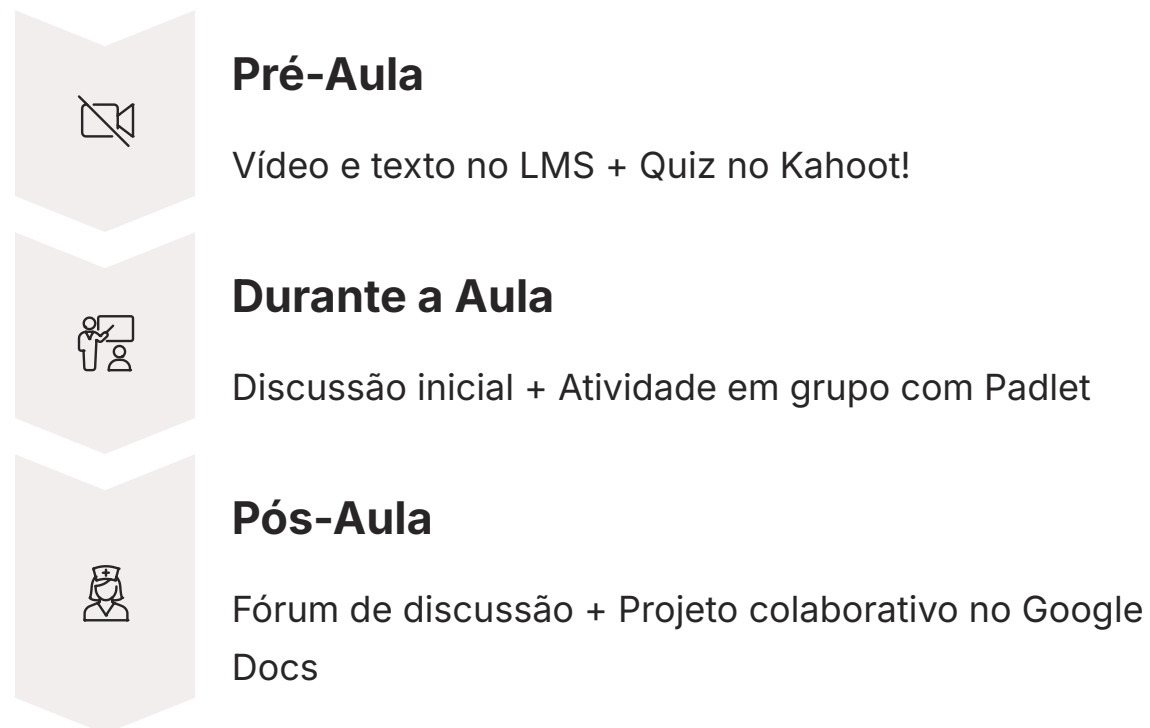 Pré-Aula
Vídeo e texto no LMS + Quiz no Kahoot!
Durante a Aula
Discussão inicial + Atividade em grupo com Padlet
Pós-Aula
Fórum de discussão + Projeto colaborativo no Google
Docs